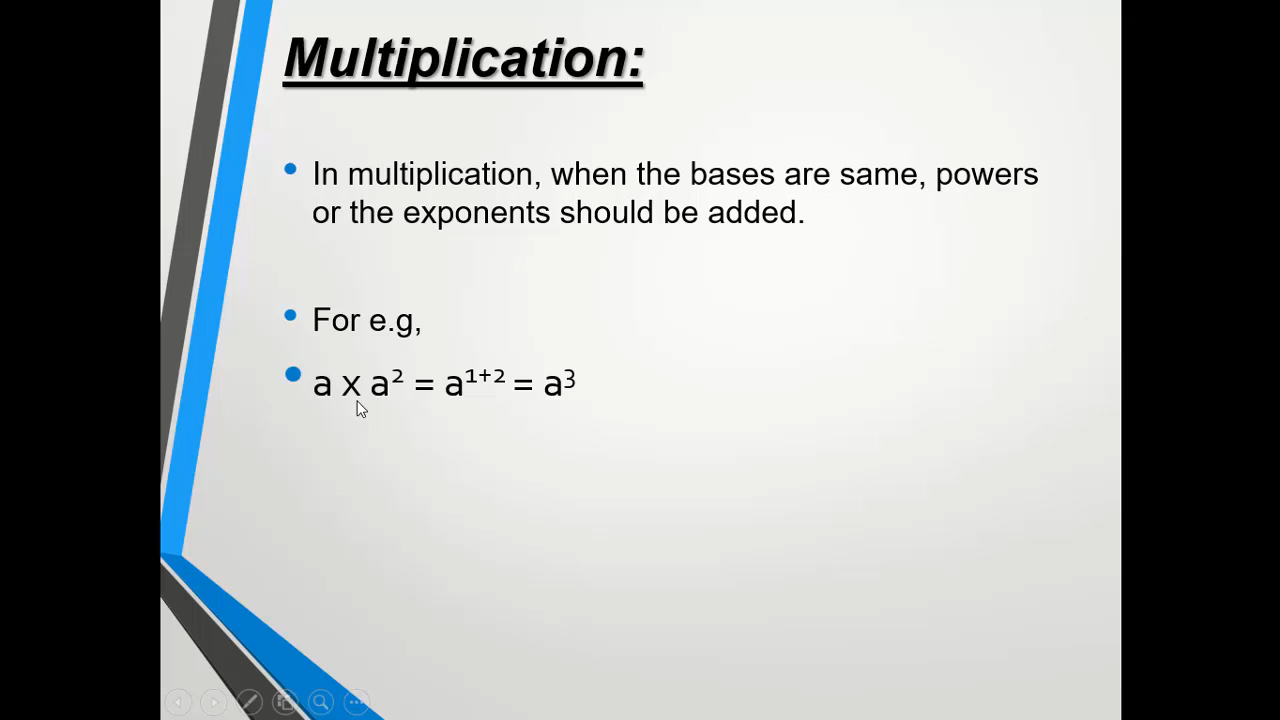 Multiplication:
• In multiplication, when the bases are same, powers
or the exponents should be added.
• For e.g,
• a x a² = a¹⁺² = a³